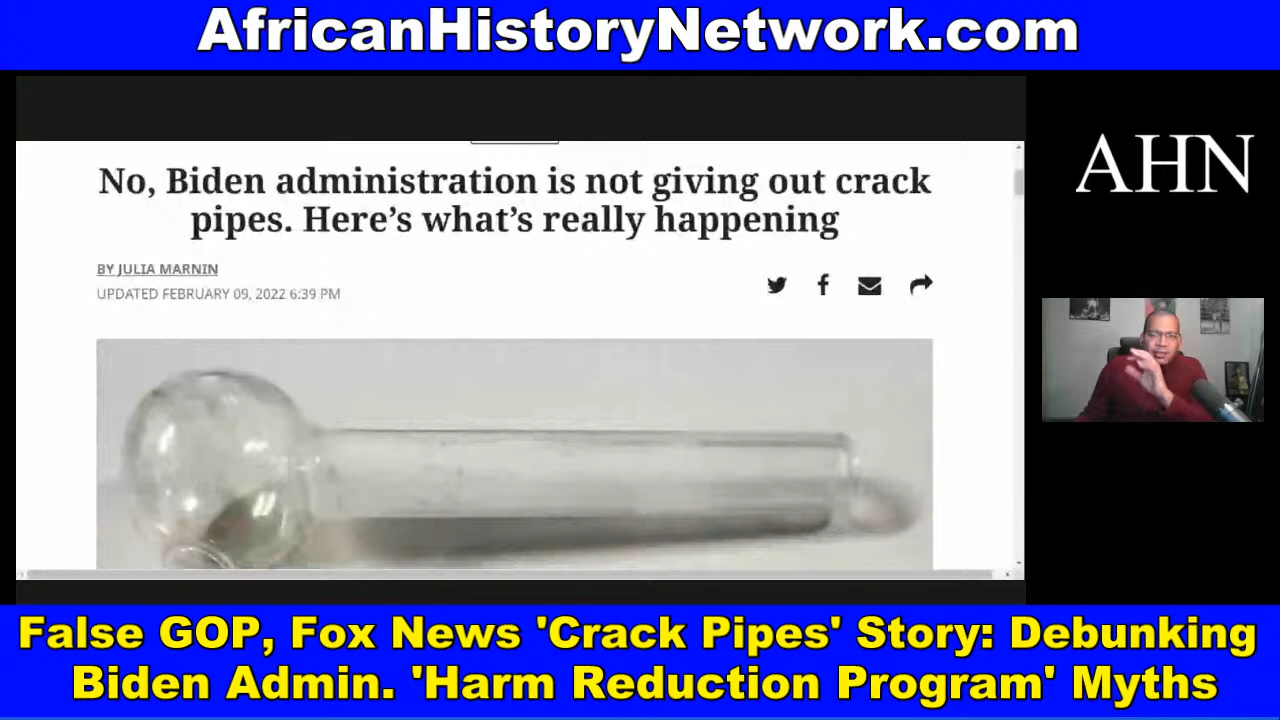 AfricanHistoryNetwork.com
AHN
No, Biden administration is not giving out crack
pipes. Here’s what’s really happening
BY JULIA MARNIN
UPDATED FEBRUARY 09, 2022 6:39 PM
False GOP, Fox News 'Crack Pipes' Story: Debunking
Biden Admin. 'Harm Reduction Program' Myths